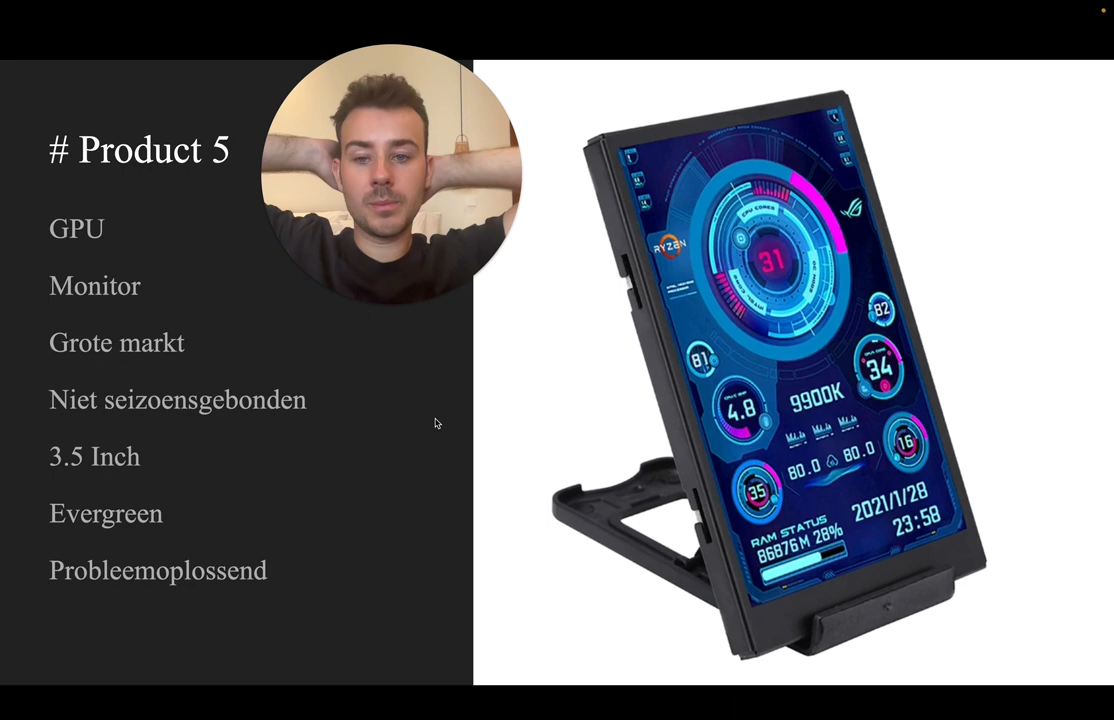 # Product 5
GPU
Monitor
Grote markt
Niet seizoensgebonden
3.5 Inch
Evergreen
Probleemoplossend
CPU CORES
RYZEN
31
82
81
34
4.8
9900K
16
80.0 80.0
35
2021/1/28
23:58
RAM STATUS
86876M 28%